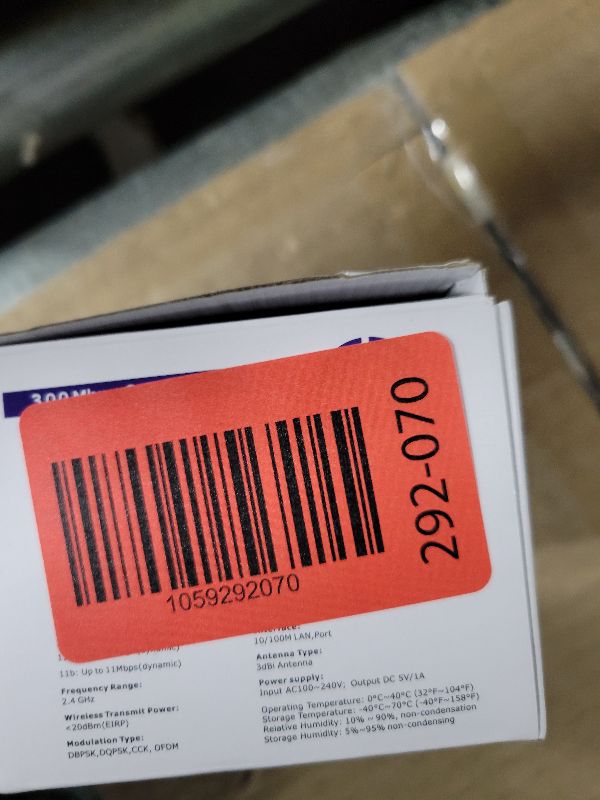 300 Mb
292-070
1059292070
11b: Up to 11Mbps(dynamic)
Frequency Range:
2.4 GHz
Wireless Transmit Power:
<20dBm(EIRP)
Modulation Type:
DBPSK,DQPSK,CCK, OFDM
Interface:
10/100M LAN,Port
Antenna Type:
3dBi Antenna
Power supply:
Input AC100~240V; Output DC 5V/1A
Operating Temperature: 0°C~40°C (32°F~104°F)
Storage Temperature: -40°C~70°C (-40°F~158°F)
Relative Humidity: 10% ~ 90%, non-condensation
Storage Humidity: 5%~95% non-condensing